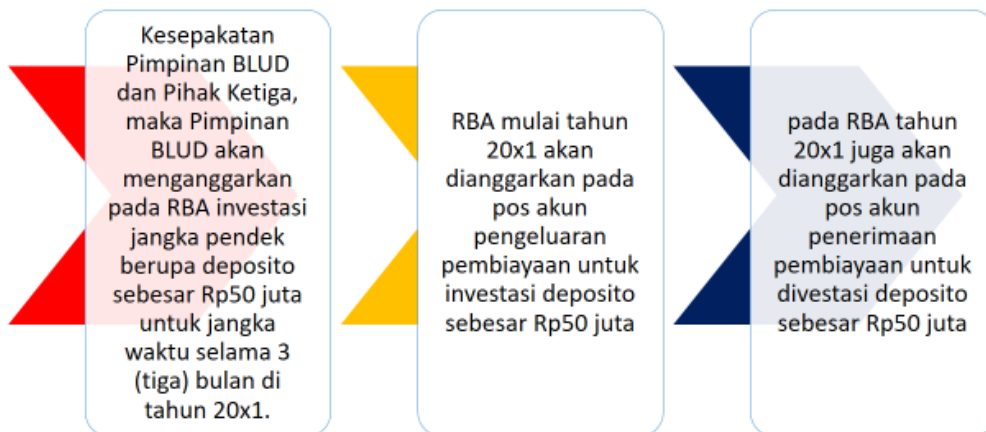 Kesepakatan
Pimpinan BLUD
dan Pihak Ketiga,
maka Pimpinan
BLUD akan
menganggarkan
pada RBA investasi
jangka pendek
berupa deposito
sebesar Rp50 juta
untuk jangka
waktu selama 3
(tiga) bulan di
tahun 20x1.
RBA mulai tahun
20x1 akan
dianggarkan pada
pos akun
pengeluaran
pembiayaan untuk
investasi deposito
sebesar Rp50 juta
pada RBA tahun
20x1 juga akan
dianggarkan pada
pos akun
penerimaan
pembiayaan untuk
divestasi deposito
sebesar Rp50 juta